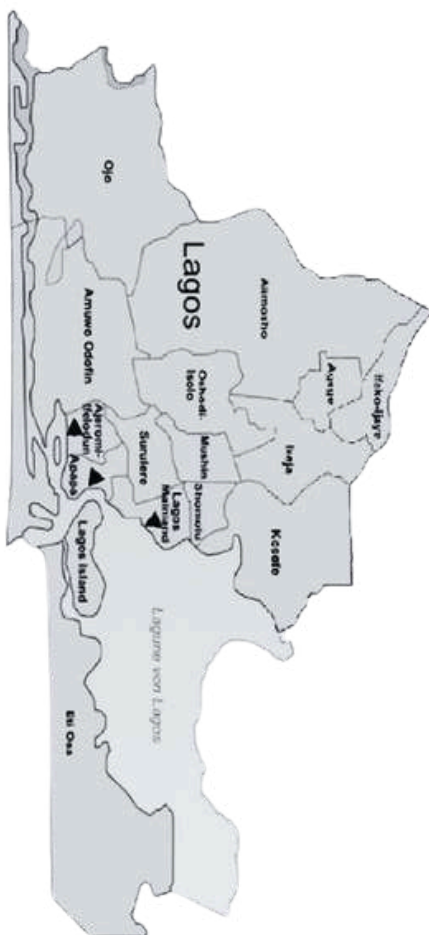 Ifako-Ijaye
Agege
Alimosho
Ikeja
Kosofe
Lagos
Oshodi-
Isolo
Mushin
Shomolu
Ojo
Surulere
Lagos
Mainland
Lagune von Lagos
Amuwo Odofin
Ajeromi-
Ifelodun
Apapa
Lagos Island
Eti Osa